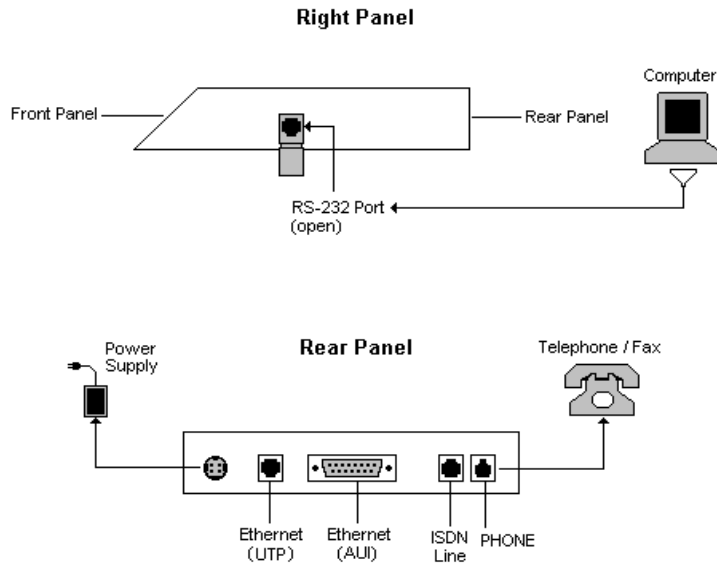 Right Panel
Computer
Front Panel
Rear Panel
RS-232 Port
(open)
Rear Panel
Power
Supply
Telephone / Fax
Ethernet
(UTP)
Ethernet
(AUI)
ISDN
Line
PHONE